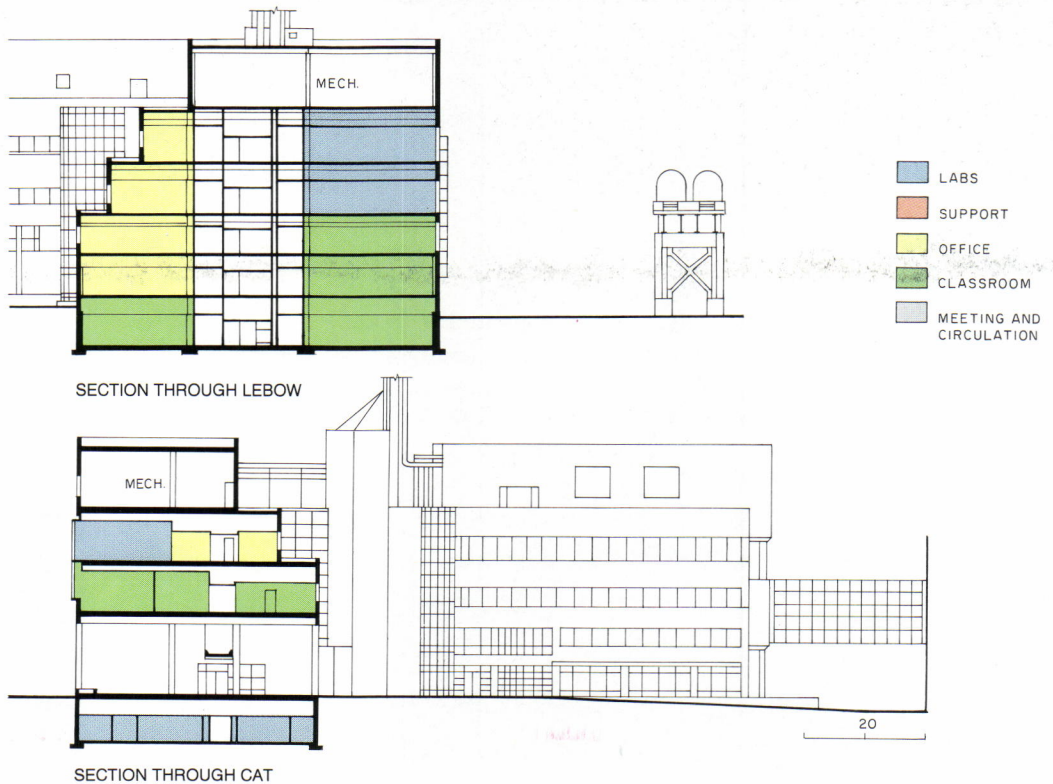 MECH.
LABS
SUPPORT
OFFICE
CLASSROOM
MEETING AND
CIRCULATION
SECTION THROUGH LEBOW
MECH.
20
SECTION THROUGH CAT